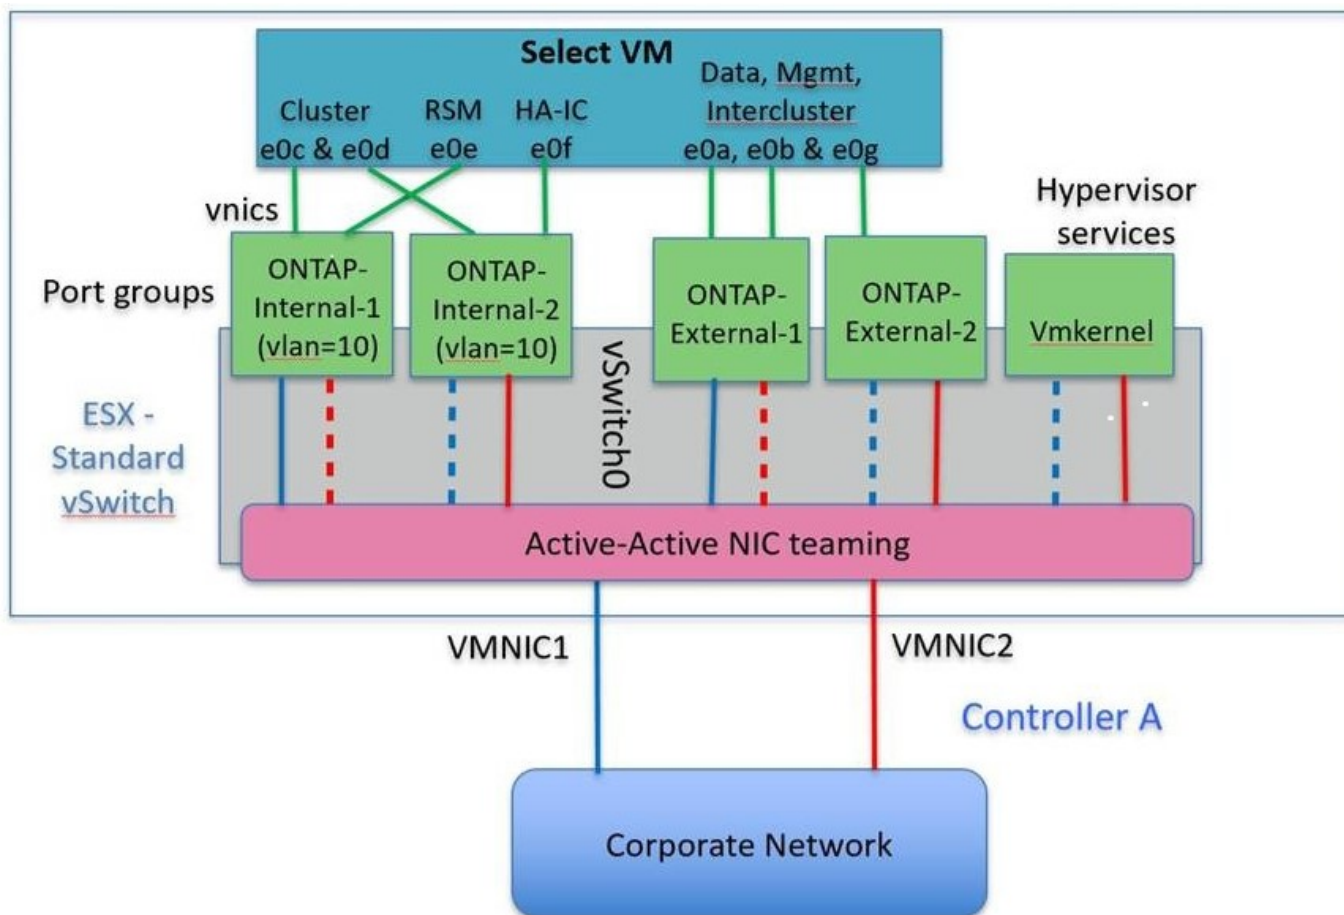 Select VM
Cluster
e0c & e0d
RSM
e0e
HA-IC
e0f
Data, Mgmt,
Intercluster
e0a, e0b & e0g
vnics
Hypervisor
services
Port groups
ONTAP-
Internal-1
(vlan=10)
ONTAP-
Internal-2
(vlan=10)
ONTAP-
External-1
ONTAP-
External-2
Vmkernel
vSwitch0
ESX -
Standard
vSwitch
Active-Active NIC teaming
VMNIC1
VMNIC2
Controller A
Corporate Network